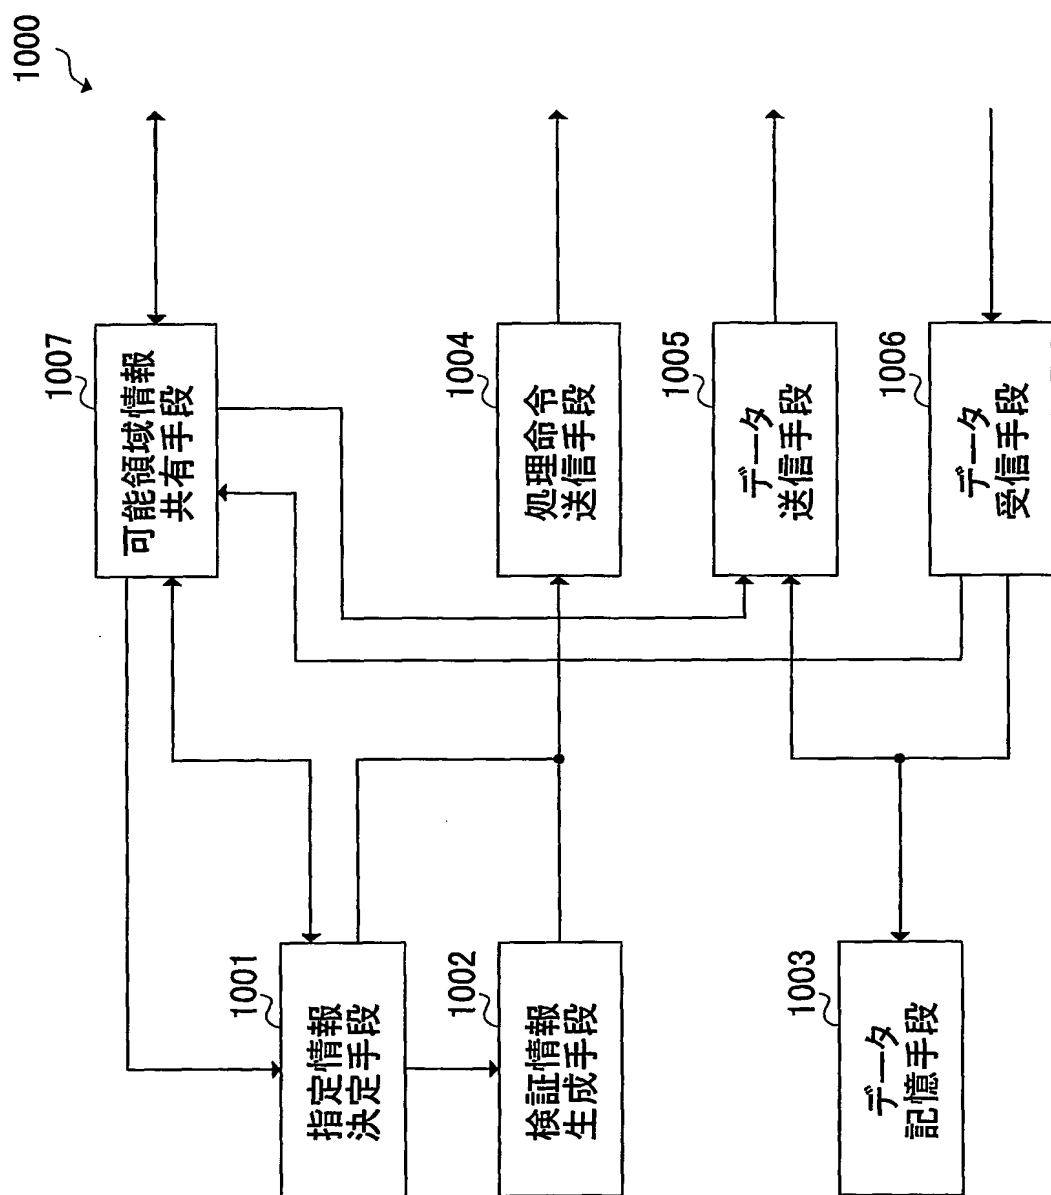 1000
1007
可能領域情報
共有手段
1004
処理命令
送信手段
1005
データ
送信手段
1006
データ
受信手段
1001
指定情報
決定手段
1002
検証情報
生成手段
1003
データ
記憶手段